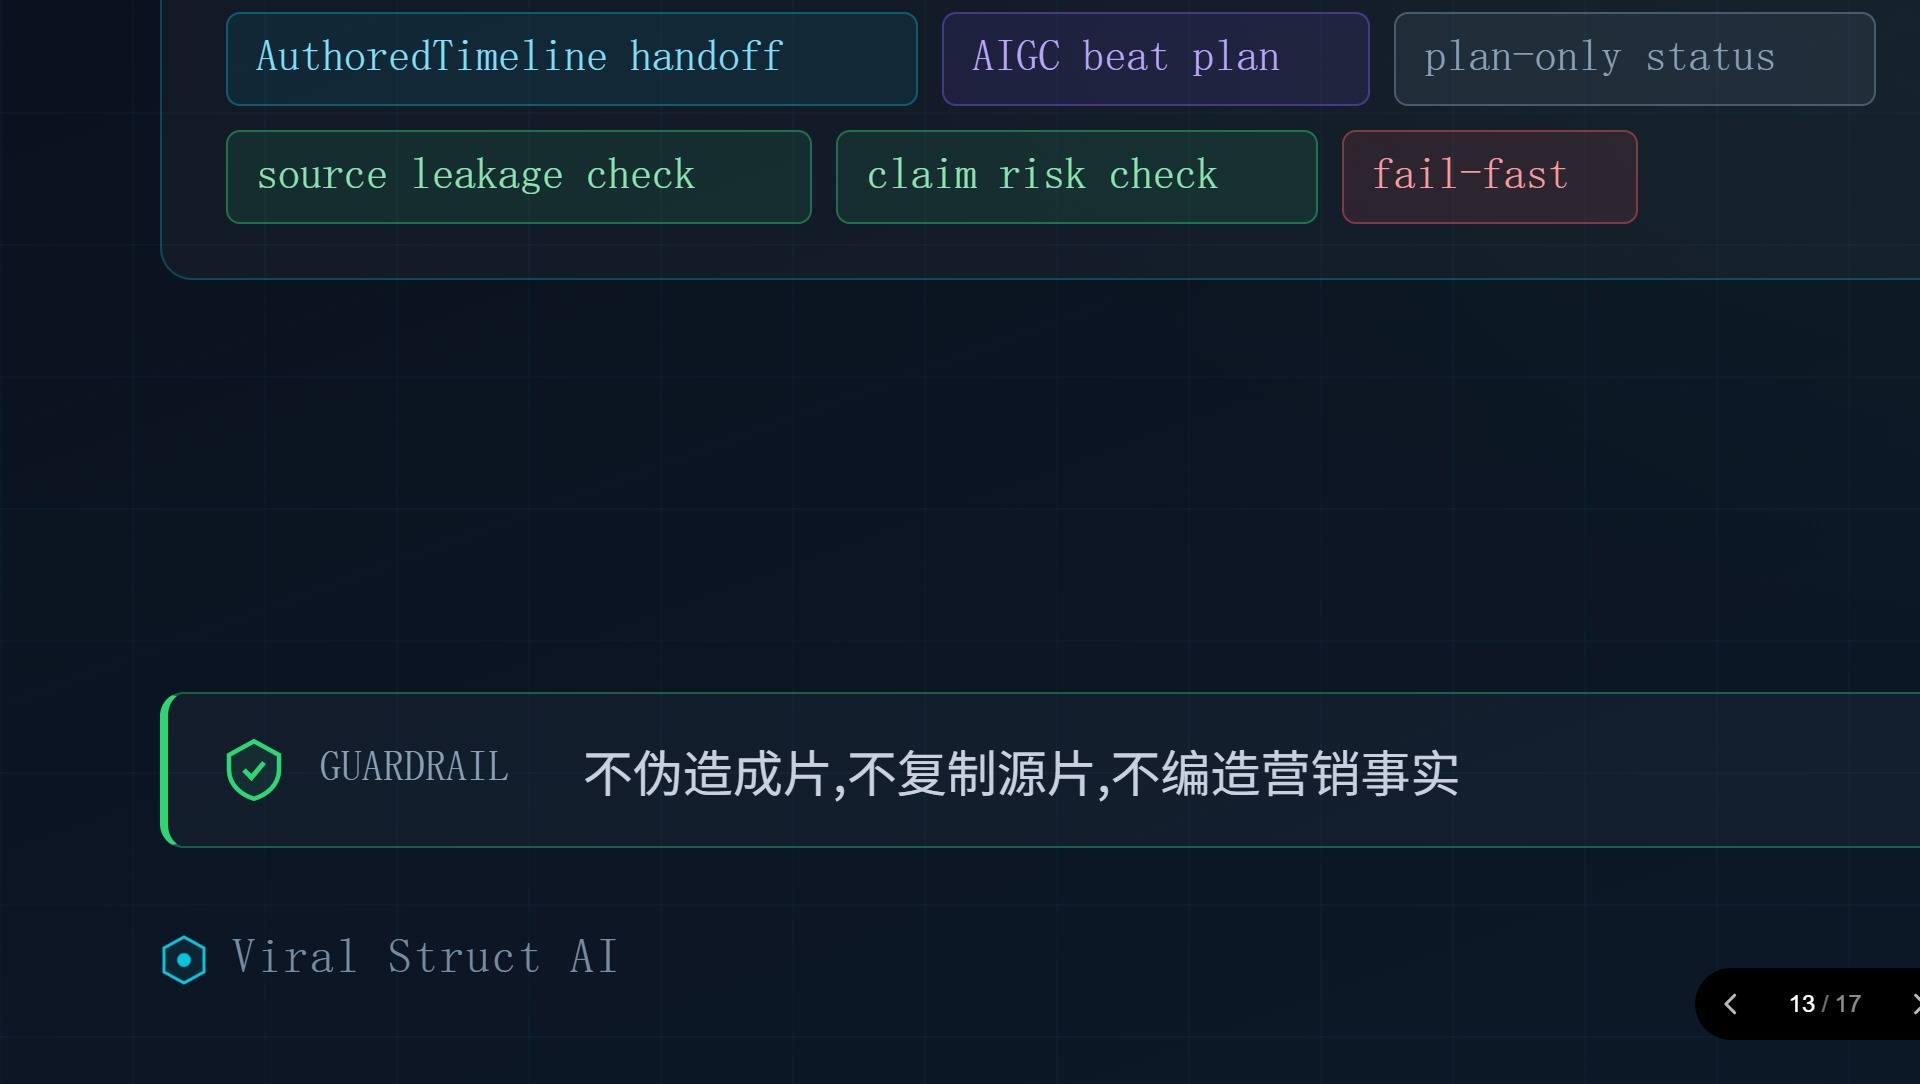 AuthoredTimeline handoff AIGC beat plan plan-only status
source leakage check claim risk check fail-fast
GUARDRAIL 不伪造成片,不复制源片,不编造营销事实
Viral Struct AI
13 / 17